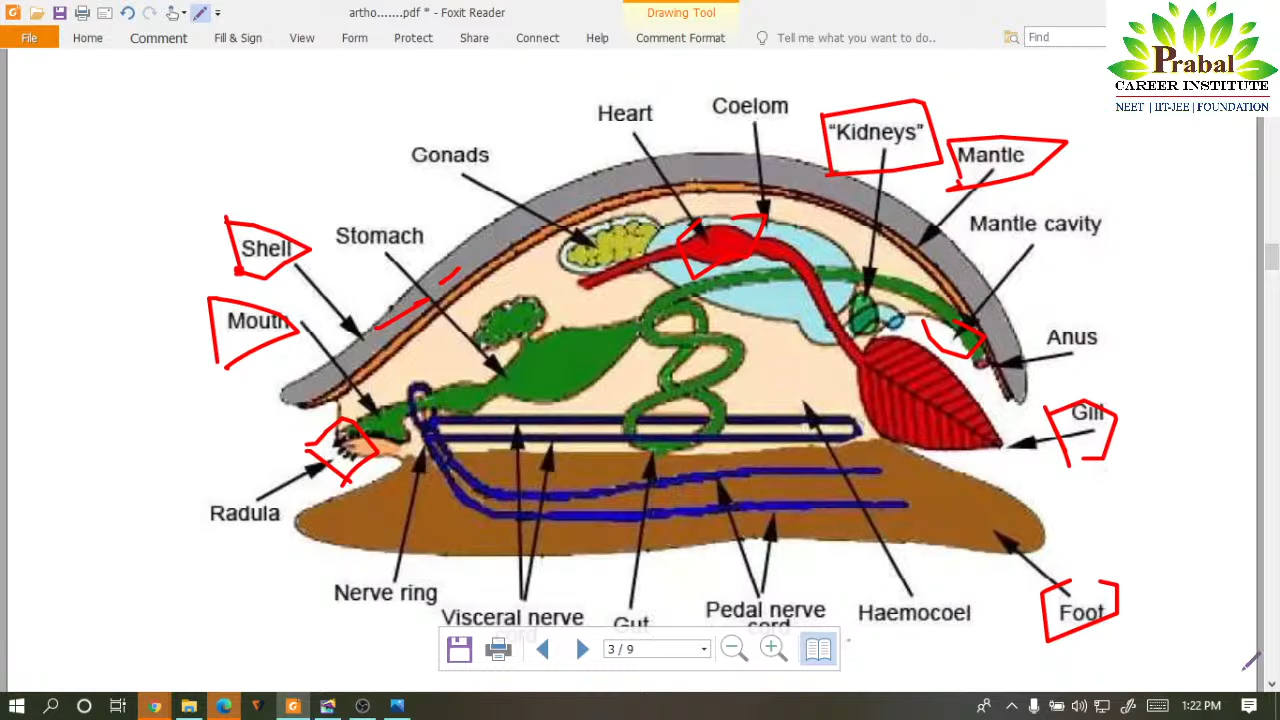 artho.......pdf * - Foxit Reader
Drawing Tool
File
Home
Comment
Fill & Sign
View
Form
Protect
Share
Connect
Help
Comment Format
Tell me what you want to do..
Find
Prabal
CAREER INSTITUTE
NEET | IIT-JEE | FOUNDATION
Heart
Coelom
"Kidneys"
Mantle
Gonads
Mantle cavity
Shell
Stomach
Mouth
Anus
Gill
Radula
Nerve ring
Visceral nerve
cord
Gut
Pedal nerve
cord
Haemocoel
Foot
3 / 9
1:22 PM